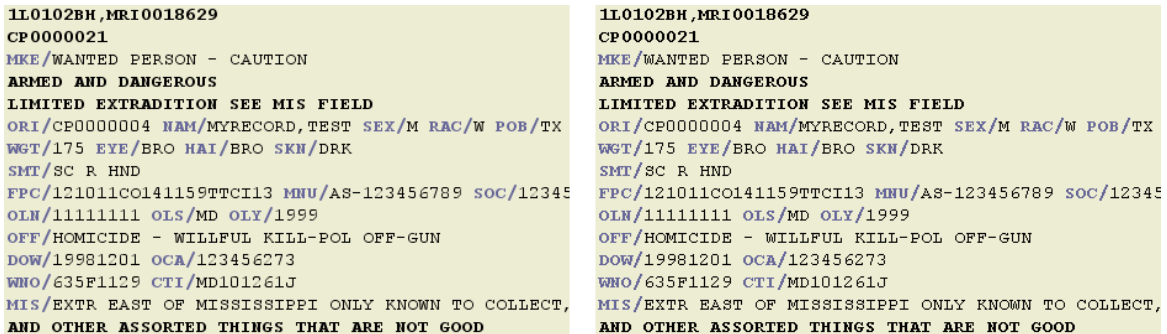 1L0102BH,MRI0018629
CP0000021
MKE/WANTED PERSON - CAUTION
ARMED AND DANGEROUS
LIMITED EXTRADITION SEE MIS FIELD
ORI/CP0000004 NAM/MYRECORD,TEST SEX/M RAC/W POB/TX
WGT/175 EYE/BRO HAI/BRO SKN/DRK
SMT/SC R HND
FPC/121011CO141159TTCI13 MNU/AS-123456789 SOC/12345
OLN/11111111 OLS/MD OLY/1999
OFF/HOMICIDE - WILLFUL KILL-POL OFF-GUN
DOW/19981201 OCA/123456273
WNO/635F1129 CTI/MD101261J
MIS/EXTR EAST OF MISSISSIPPI ONLY KNOWN TO COLLECT,
AND OTHER ASSORTED THINGS THAT ARE NOT GOOD
1L0102BH,MRI0018629
CP0000021
MKE/WANTED PERSON - CAUTION
ARMED AND DANGEROUS
LIMITED EXTRADITION SEE MIS FIELD
ORI/CP0000004 NAM/MYRECORD,TEST SEX/M RAC/W POB/TX
WGT/175 EYE/BRO HAI/BRO SKN/DRK
SMT/SC R HND
FPC/121011CO141159TTCI13 MNU/AS-123456789 SOC/12345
OLN/11111111 OLS/MD OLY/1999
OFF/HOMICIDE - WILLFUL KILL-POL OFF-GUN
DOW/19981201 OCA/123456273
WNO/635F1129 CTI/MD101261J
MIS/EXTR EAST OF MISSISSIPPI ONLY KNOWN TO COLLECT,
AND OTHER ASSORTED THINGS THAT ARE NOT GOOD